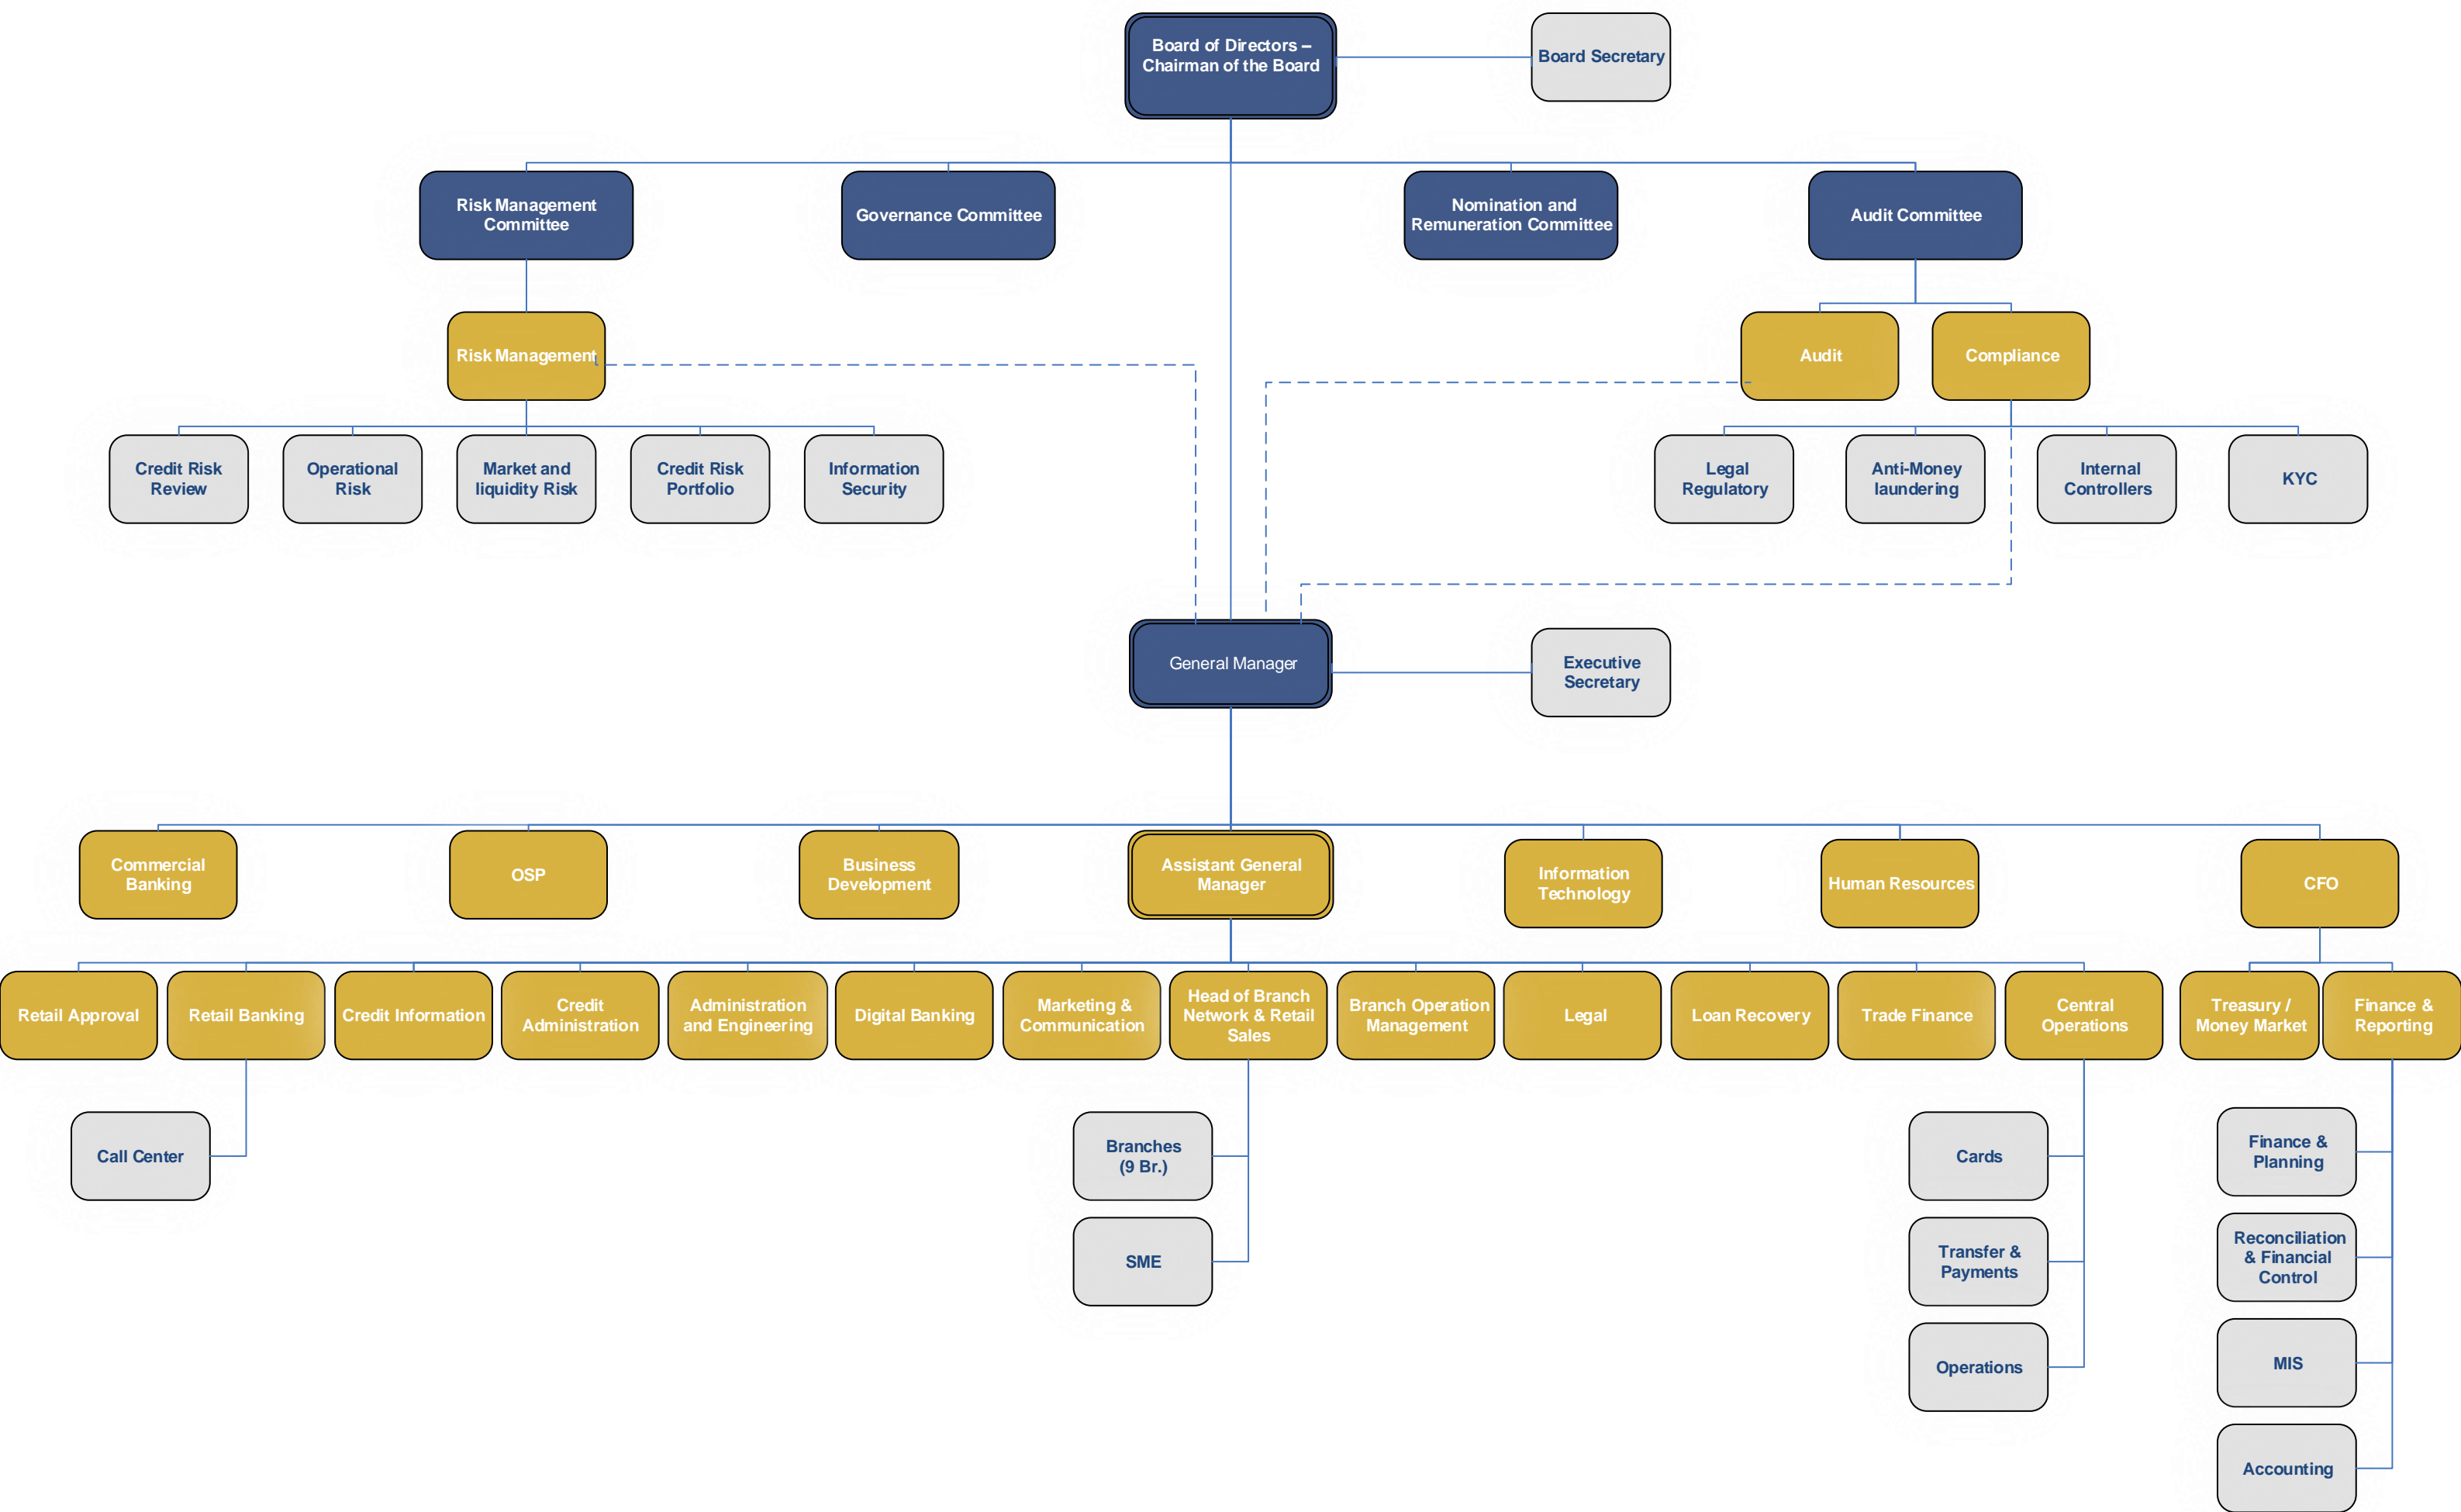 Board of Directors –
Chairman of the Board
Board Secretary
Risk Management
Committee
Governance Committee
Nomination and
Remuneration Committee
Audit Committee
Risk Management
Audit
Compliance
Credit Risk
Review
Operational
Risk
Market and
liquidity Risk
Credit Risk
Portfolio
Information
Security
Legal
Regulatory
Anti-Money
laundering
Internal
Controllers
KYC
General Manager
Executive
Secretary
Commercial
Banking
OSP
Business
Development
Assistant General
Manager
Information
Technology
Human Resources
CFO
Retail Approval
Retail Banking
Credit Information
Credit
Administration
Administration
and Engineering
Digital Banking
Marketing &
Communication
Head of Branch
Network & Retail
Sales
Branch Operation
Management
Legal
Loan Recovery
Trade Finance
Central
Operations
Treasury /
Money Market
Finance &
Reporting
Call Center
Branches
(9 Br.)
SME
Cards
Transfer &
Payments
Operations
Finance &
Planning
Reconciliation
& Financial
Control
MIS
Accounting